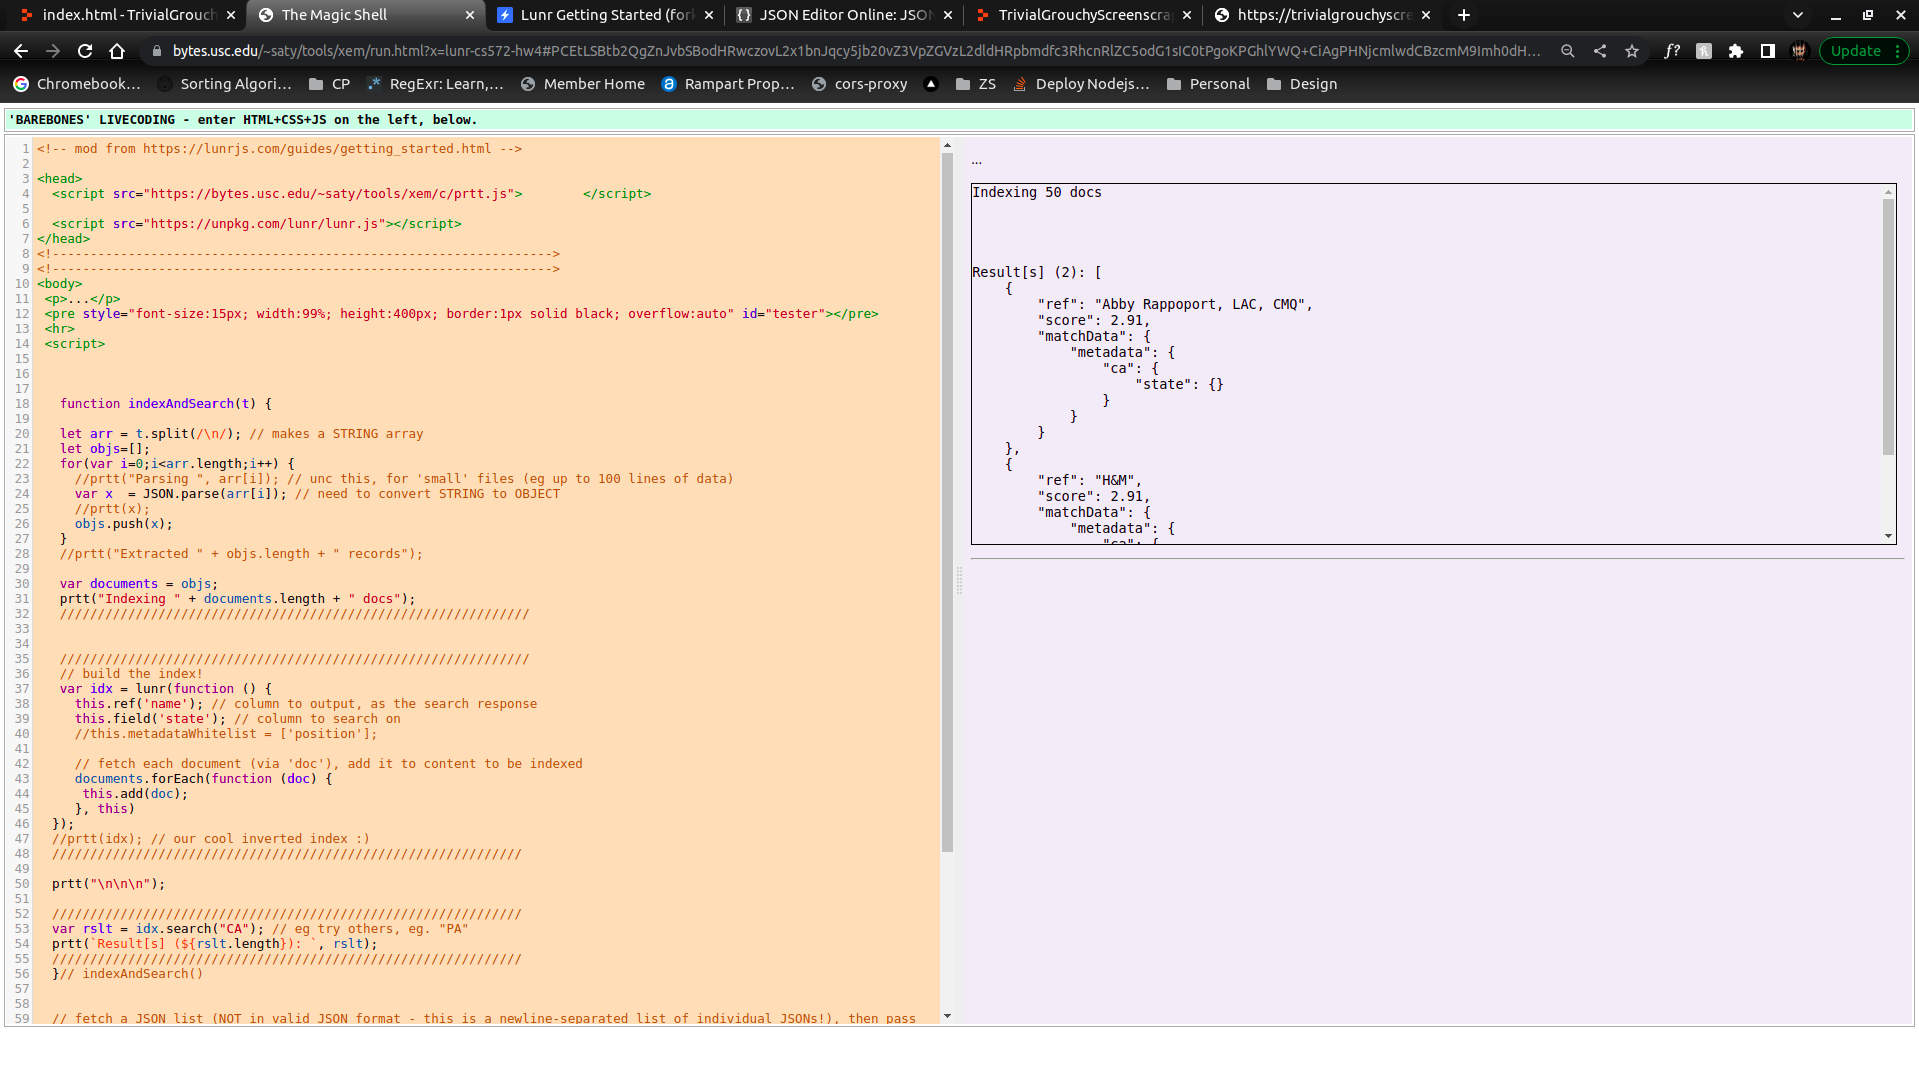 index.html - TrivialGrouch
The Magic Shell
Lunr Getting Started (for
JSON Editor Online: JSON
TrivialGrouchyScreenscra
https://trivialgrouchyscre
bytes.usc.edu/~saty/tools/xem/run.html?x=lunr-cs572-hw4#PCEtLSBtb2QgZnJvbSBodHRwczovL2x1bnJqcy5jb20vZ3VpZGVzL2dldHRpbmdfc3RhcnRlZC5odG1sIC0tPgoKPGhlYWQ+CiAgPHNjcmlwdCBzcmM9Imh0dH...
f?
Update
Chromebook...
Sorting Algori...
CP
RegExr: Learn,...
Member Home
Rampart Prop...
cors-proxy
ZS
Deploy Nodejs...
Personal
Design
'BAREBONES' LIVECODING - enter HTML+CSS+JS on the left, below.
1 <!-- mod from https://lunrjs.com/guides/getting_started.html -->
2
3 <head>
4 <script src="https://bytes.usc.edu/~saty/tools/xem/c/prtt.js"> </script>
5
6 <script src="https://unpkg.com/lunr/lunr.js"></script>
7 </head>
8 <!------------------------------------------------------------------>
9 <!------------------------------------------------------------------>
10 <body>
11 <p>...</p>
12 <pre style="font-size:15px; width:99%; height:400px; border:1px solid black; overflow:auto" id="tester"></pre>
13 <hr>
14 <script>
15
16
17
18 function indexAndSearch(t) {
19
20 let arr = t.split(/\n/); // makes a STRING array
21 let objs=[];
22 for(var i=0;i<arr.length;i++) {
23 //prtt("Parsing ", arr[i]); // unc this, for 'small' files (eg up to 100 lines of data)
24 var x = JSON.parse(arr[i]); // need to convert STRING to OBJECT
25 //prtt(x);
26 objs.push(x);
27 }
28 //prtt("Extracted " + objs.length + " records");
29
30 var documents = objs;
31 prtt("Indexing " + documents.length + " docs");
32 //////////////////////////////////////////////////////////////
33
34
35 //////////////////////////////////////////////////////////////
36 // build the index!
37 var idx = lunr(function () {
38 this.ref('name'); // column to output, as the search response
39 this.field('state'); // column to search on
40 //this.metadataWhitelist = ['position'];
41
42 // fetch each document (via 'doc'), add it to content to be indexed
43 documents.forEach(function (doc) {
44 this.add(doc);
45 }, this)
46 });
47 //prtt(idx); // our cool inverted index :)
48 //////////////////////////////////////////////////////////////
49
50 prtt("\n\n\n");
51
52 //////////////////////////////////////////////////////////////
53 var rslt = idx.search("CA"); // eg try others, eg. "PA"
54 prtt(`Result[s] (${rslt.length}): `, rslt);
55 //////////////////////////////////////////////////////////////
56 }// indexAndSearch()
57
58
59 // fetch a JSON list (NOT in valid JSON format - this is a newline-separated list of individual JSONs!), then pass
...
Indexing 50 docs
Result[s] (2): [
{
"ref": "Abby Rappoport, LAC, CMQ",
"score": 2.91,
"matchData": {
"metadata": {
"ca": {
"state": {}
}
}
}
},
{
"ref": "H&M",
"score": 2.91,
"matchData": {
"metadata": {
"ca": {